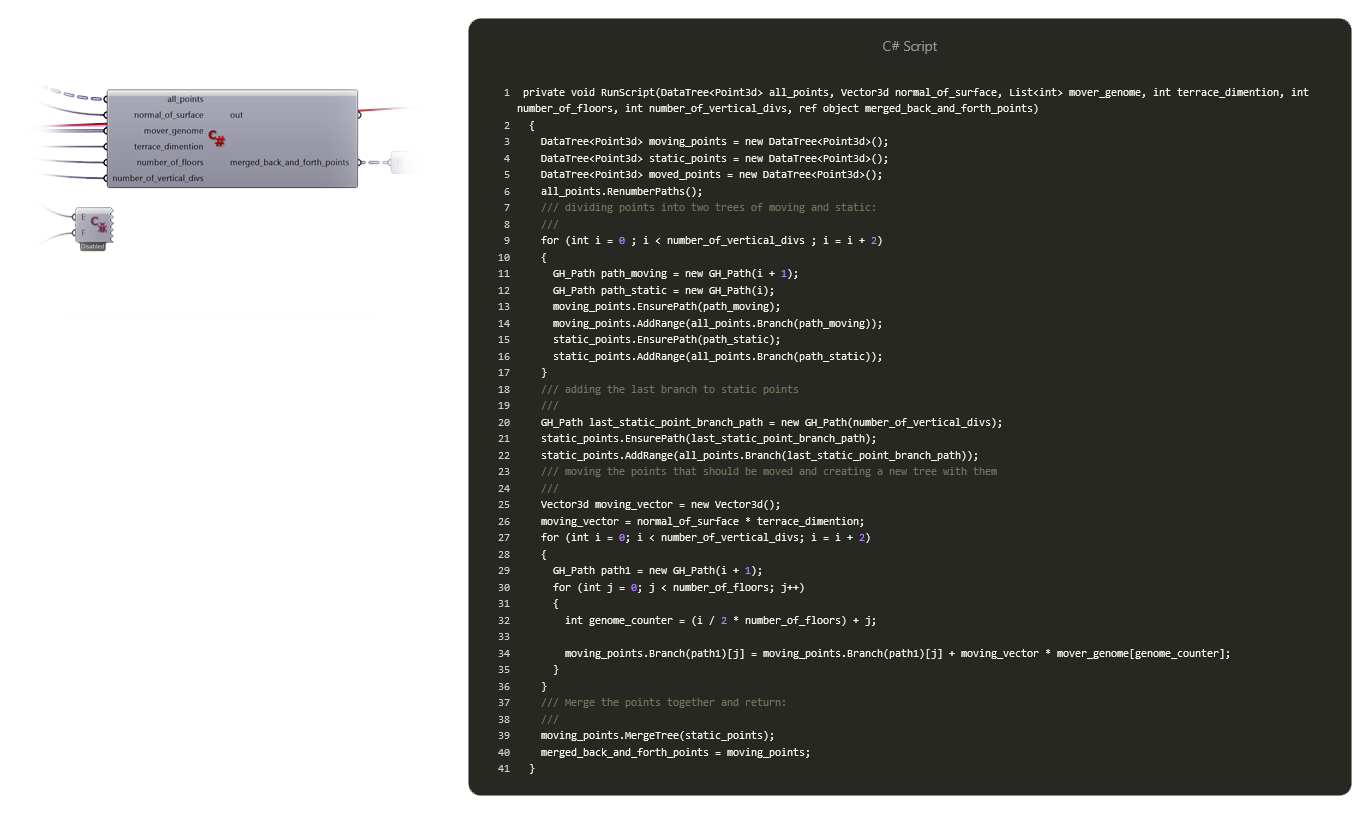 all_points
normal_of_surface
out
mover_genome
C#
terrace_dimention
number_of_floors
merged_back_and_forth_points
number_of_vertical_divs
E
C
F
Disabled
C# Script
1 private void RunScript(DataTree<Point3d> all_points, Vector3d normal_of_surface, List<int> mover_genome, int terrace_dimention, int
number_of_floors, int number_of_vertical_divs, ref object merged_back_and_forth_points)
2 {
3 DataTree<Point3d> moving_points = new DataTree<Point3d>();
4 DataTree<Point3d> static_points = new DataTree<Point3d>();
5 DataTree<Point3d> moved_points = new DataTree<Point3d>();
6 all_points.RenumberPaths();
7 /// dividing points into two trees of moving and static:
8 ///
9 for (int i = 0 ; i < number_of_vertical_divs ; i = i + 2)
10 {
11 GH_Path path_moving = new GH_Path(i + 1);
12 GH_Path path_static = new GH_Path(i);
13 moving_points.EnsurePath(path_moving);
14 moving_points.AddRange(all_points.Branch(path_moving));
15 static_points.EnsurePath(path_static);
16 static_points.AddRange(all_points.Branch(path_static));
17 }
18 /// adding the last branch to static points
19 ///
20 GH_Path last_static_point_branch_path = new GH_Path(number_of_vertical_divs);
21 static_points.EnsurePath(last_static_point_branch_path);
22 static_points.AddRange(all_points.Branch(last_static_point_branch_path));
23 /// moving the points that should be moved and creating a new tree with them
24 ///
25 Vector3d moving_vector = new Vector3d();
26 moving_vector = normal_of_surface * terrace_dimention;
27 for (int i = 0; i < number_of_vertical_divs; i = i + 2)
28 {
29 GH_Path path1 = new GH_Path(i + 1);
30 for (int j = 0; j < number_of_floors; j++)
31 {
32 int genome_counter = (i / 2 * number_of_floors) + j;
33
34 moving_points.Branch(path1)[j] = moving_points.Branch(path1)[j] + moving_vector * mover_genome[genome_counter];
35 }
36 }
37 /// Merge the points together and return:
38 ///
39 moving_points.MergeTree(static_points);
40 merged_back_and_forth_points = moving_points;
41 }